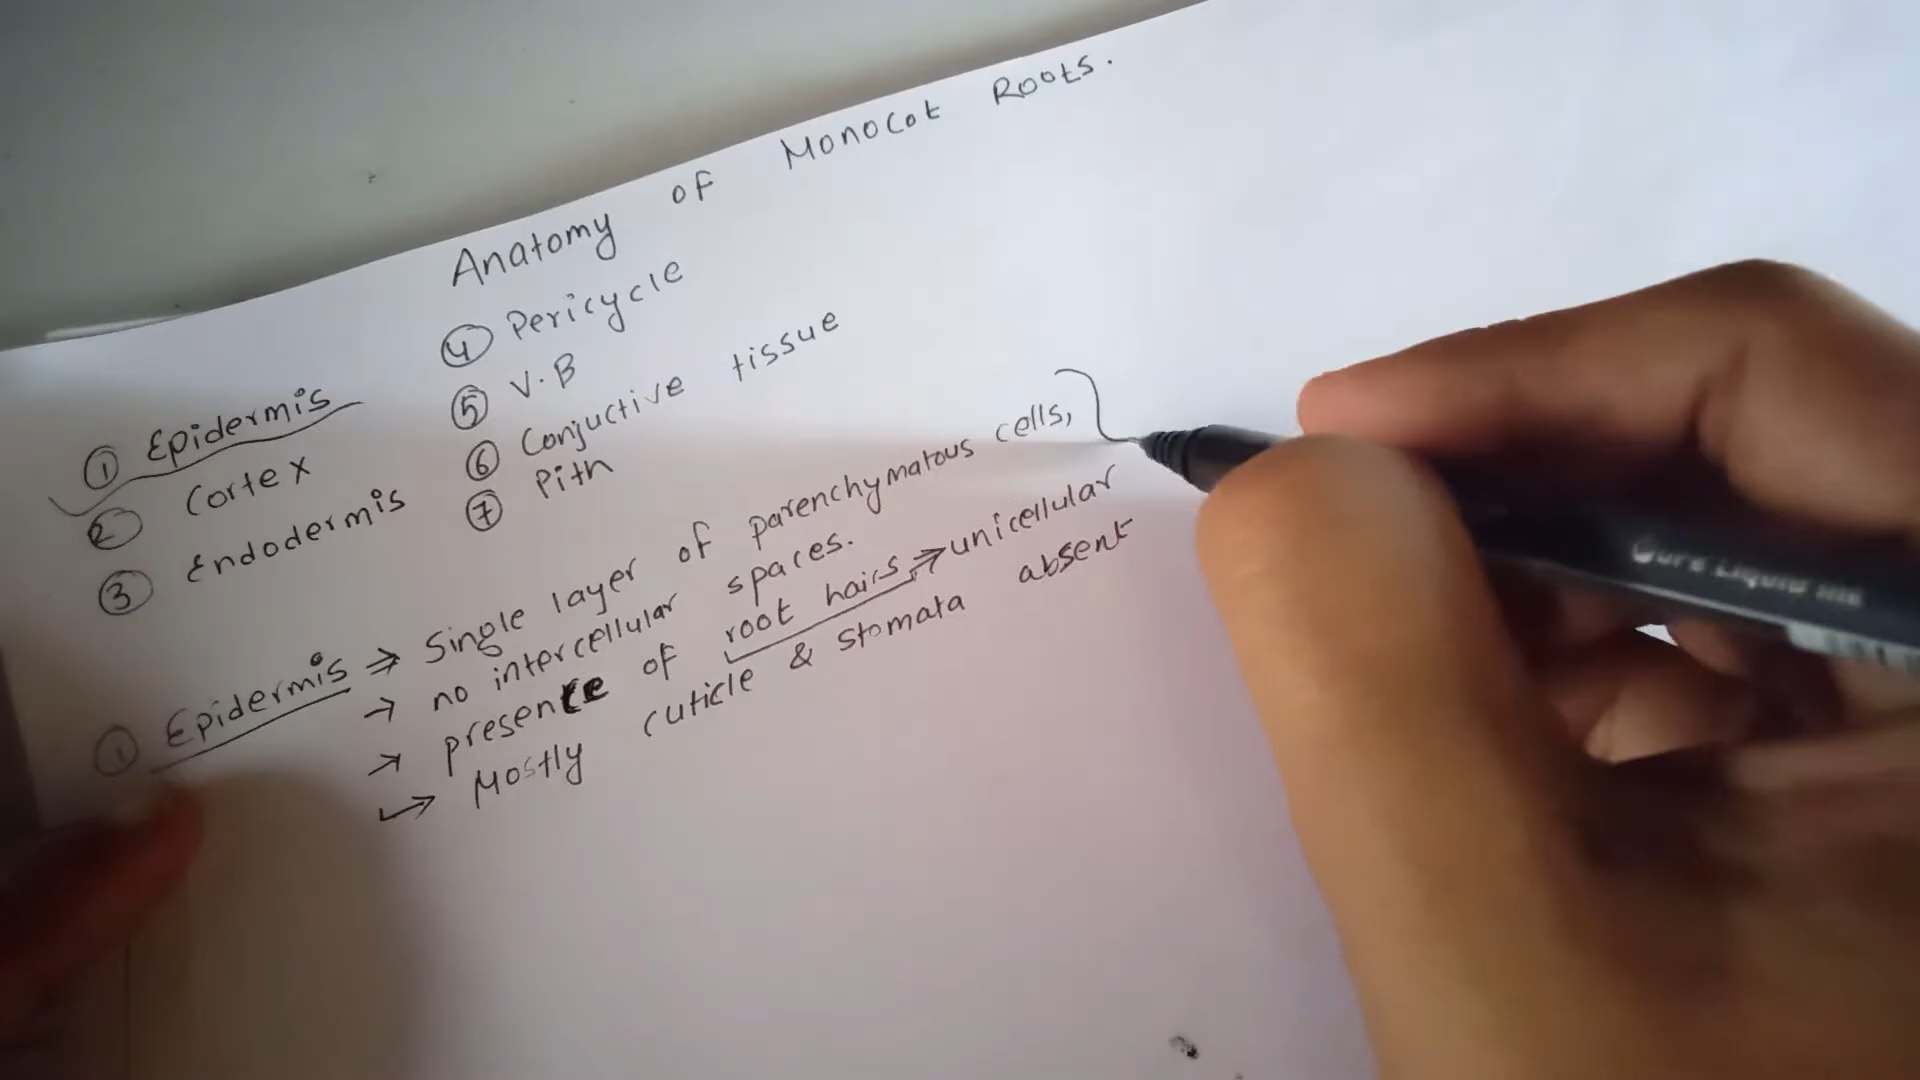 Anatomy of Monocot Roots.
① Epidermis
② Cortex
③ Endodermis
④ Pericycle
⑤ V.B
⑥ Conjuctive tissue
⑦ Pith
① Epidermis ⇒ Single layer of parenchymatous cells,
→ no intercellular spaces.
→ presence of root hairs ⇒ unicellular
↳ Mostly cuticle & stomata absent